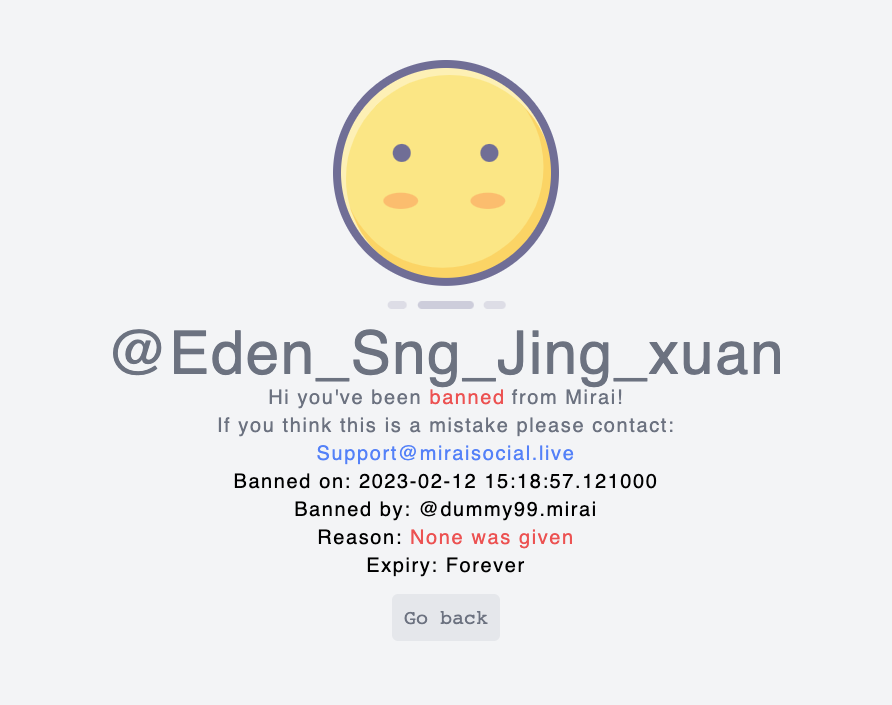 @Eden_Sng_Jing_xuan
Hi you've been banned from Mirai!
If you think this is a mistake please contact:
Support@miraisocial.live
Banned on: 2023-02-12 15:18:57.121000
Banned by: @dummy99.mirai
Reason: None was given
Expiry: Forever
Go back